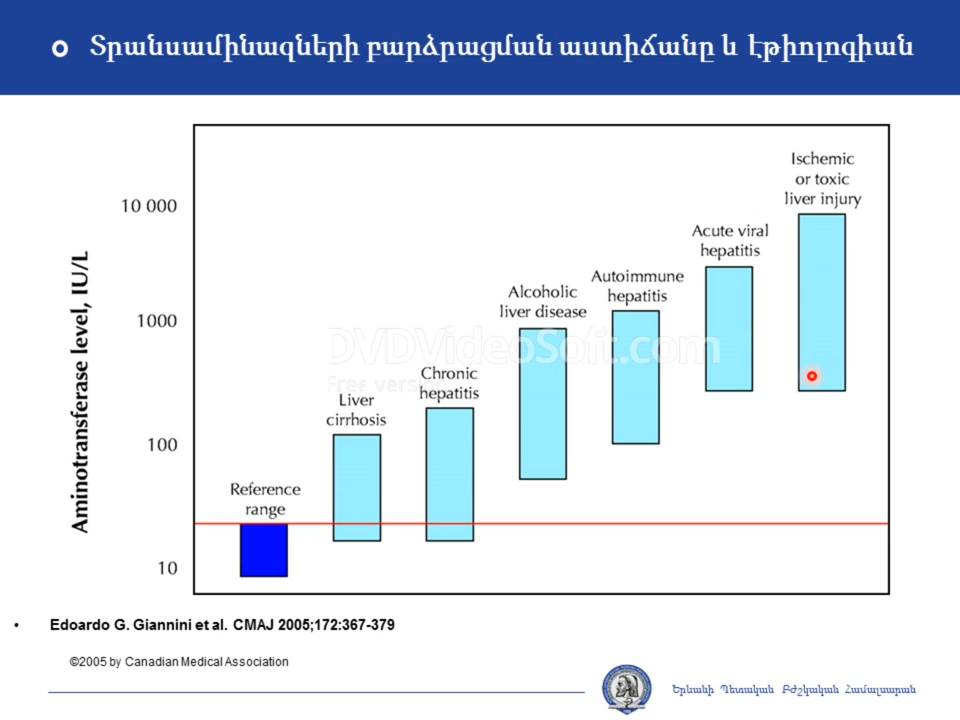 Տրանսամինազների բարձրացման աստիճանը և էթիոլոգիան
Ischemic
or toxic
liver injury
10 000
Acute viral
hepatitis
Autoimmune
hepatitis
Alcoholic
liver disease
1000
DVDVideoSoft.com
Free version
Chronic
hepatitis
Liver
cirrhosis
Aminotransferase level, IU/L
100
Reference
range
10
• Edoardo G. Giannini et al. CMAJ 2005;172:367-379
©2005 by Canadian Medical Association
Երևանի Պետական Բժշկական Համալսարան